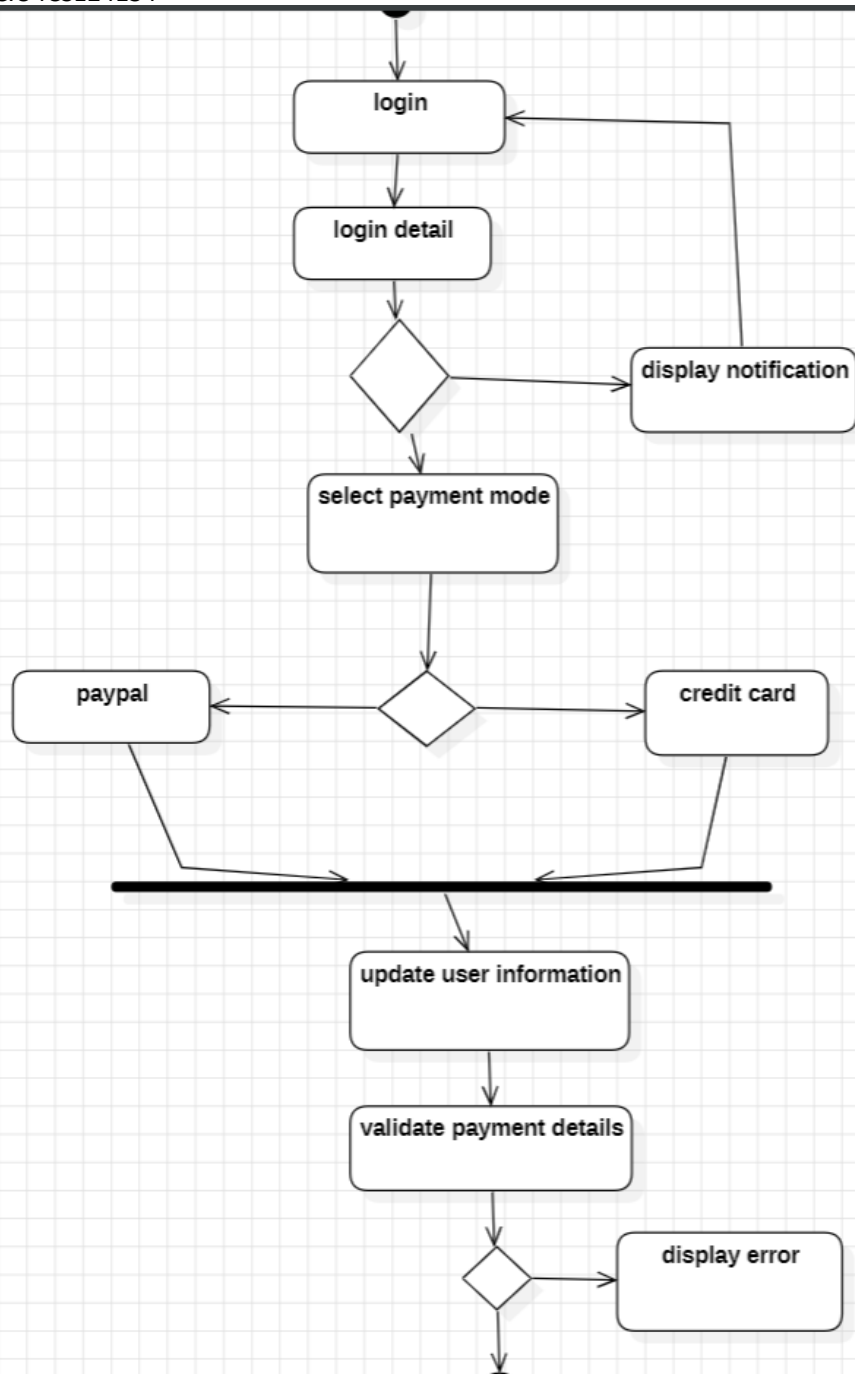 login
login detail
display notification
select payment mode
paypal
credit card
update user information
validate payment details
display error